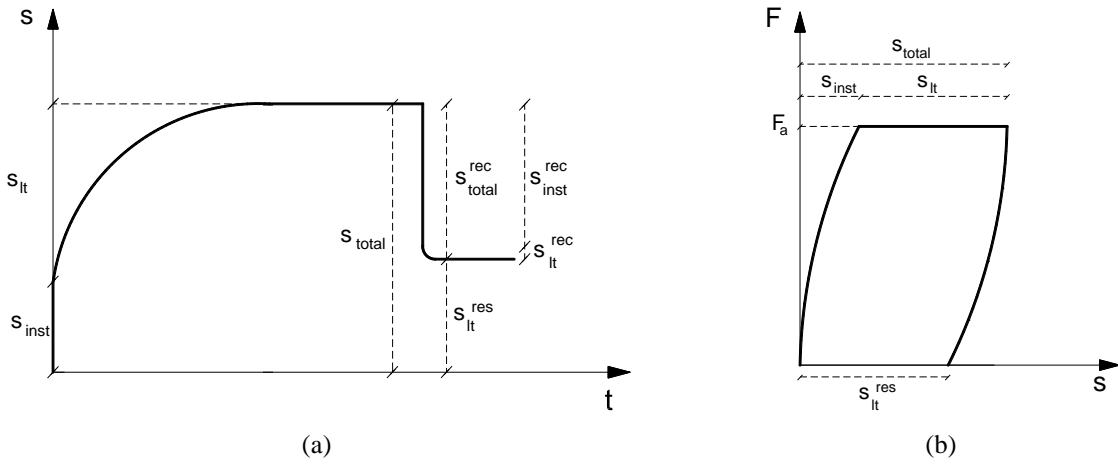 s
s_lt
s_inst
s_total
s_total^rec
s_inst^rec
s_lt^rec
s_lt^res
t
(a)
F
s_total
s_inst
s_lt
F_a
s
s_lt^res
(b)